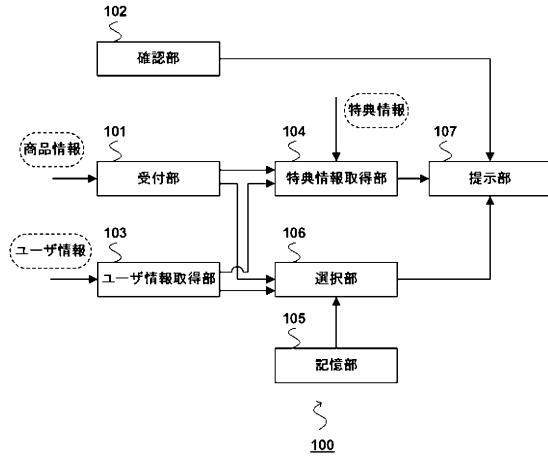 102
確認部
商品情報
101
受付部
特典情報
104
特典情報取得部
107
提示部
ユーザ情報
103
ユーザ情報取得部
106
選択部
105
記憶部
100